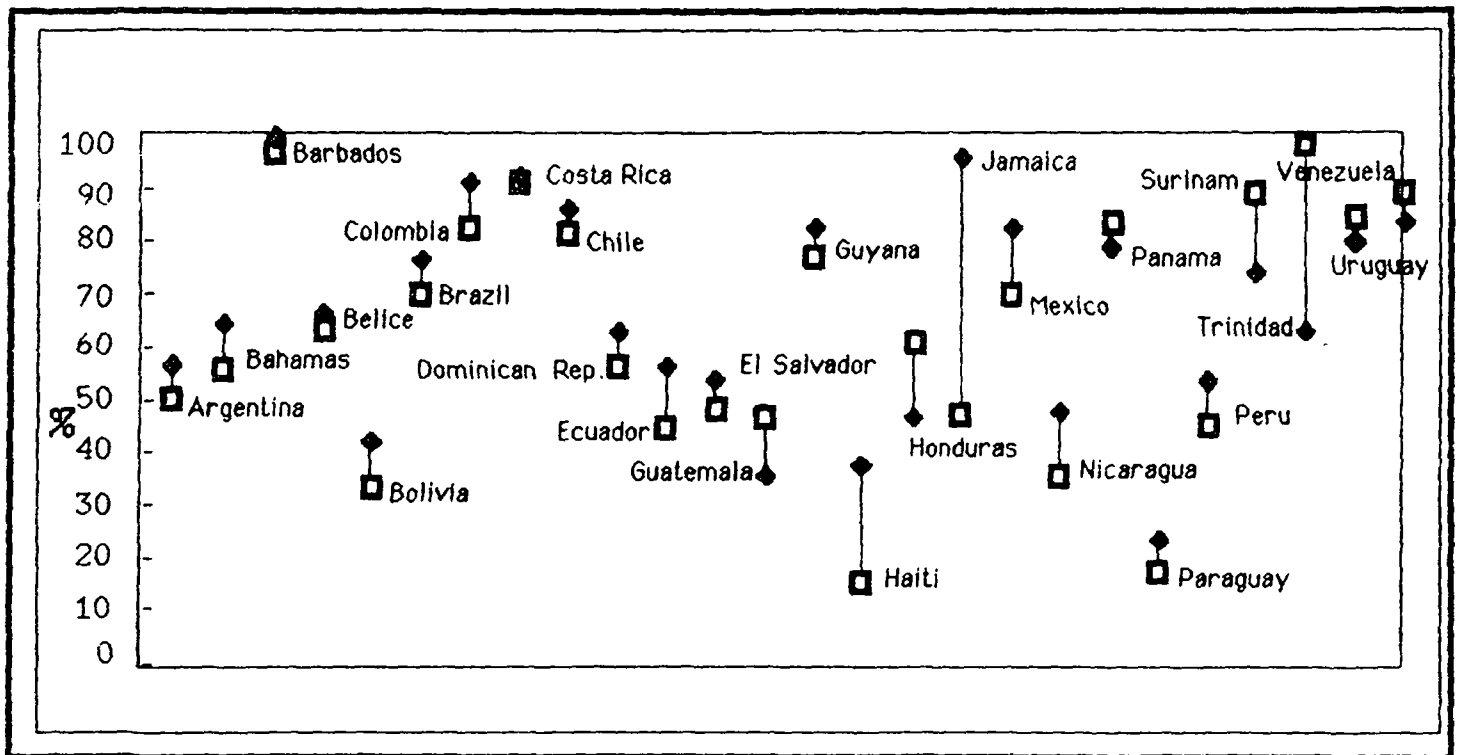 100
90
80
70
60
50
40
30
20
10
0
%
Argentina
Bahamas
Barbados
Belice
Bolivia
Brazil
Colombia
Costa Rica
Chile
Dominican Rep.
Ecuador
El Salvador
Guatemala
Guyana
Haiti
Honduras
Jamaica
Mexico
Nicaragua
Panama
Paraguay
Peru
Surinam
Trinidad
Uruguay
Venezuela